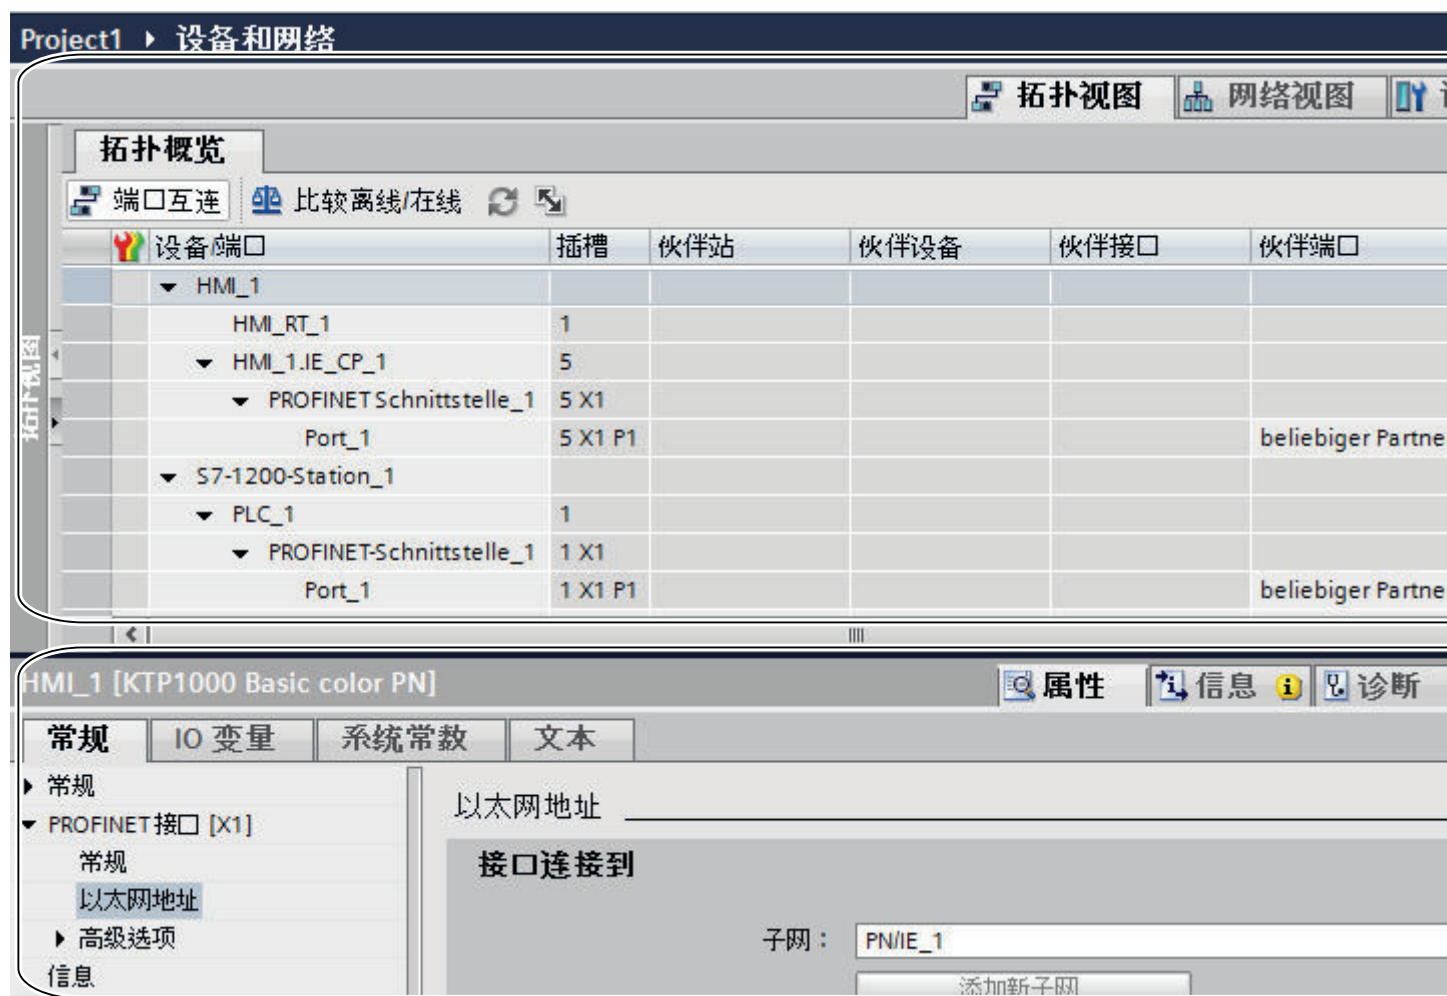 Project1 设备和网络
拓扑视图 网络视图
拓扑概览
端口互连 比较离线/在线
设备/端口 插槽 伙伴站 伙伴设备 伙伴接口 伙伴端口
HMI_1
HMI_RT_1 1
HMI_1.IE_CP_1 5
PROFINET Schnittstelle_1 5 X1
Port_1 5 X1 P1 beliebiger Partne
S7-1200-Station_1
PLC_1 1
PROFINET-Schnittstelle_1 1 X1
Port_1 1 X1 P1 beliebiger Partne
拓扑视图
HMI_1 [KTP1000 Basic color PN] 属性 信息 诊断
常规 IO 变量 系统常数 文本
常规
PROFINET接口 [X1]
常规
以太网地址
高级选项
信息
以太网地址
接口连接到
子网： PN/IE_1
添加新子网